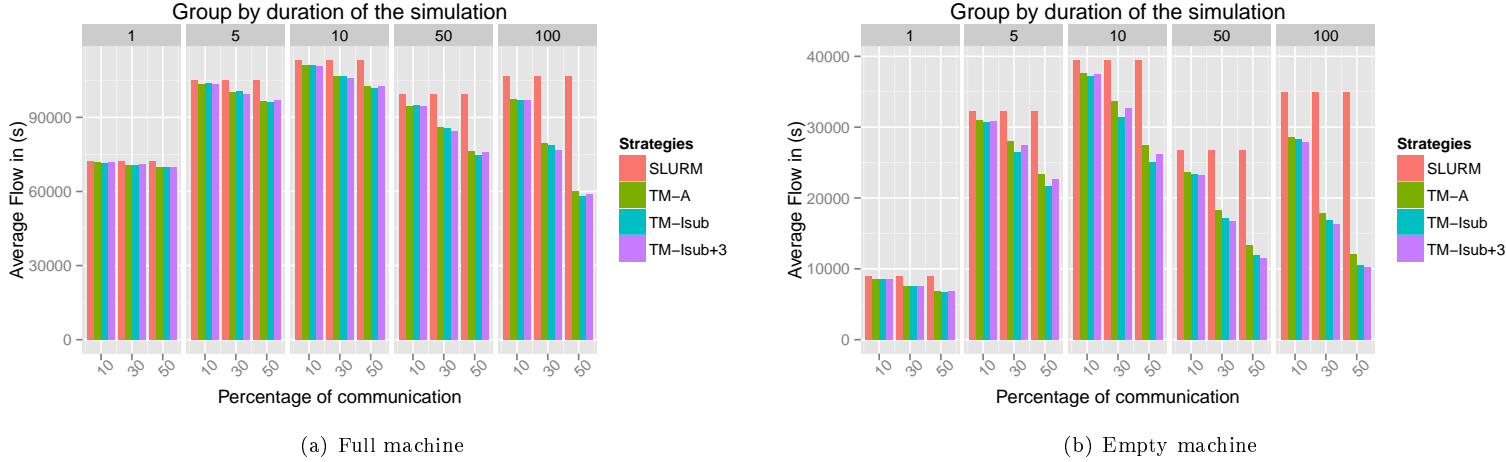 Group by duration of the simulation
1 5 10 50 100
90000
60000
30000
0
Average Flow in (s)
10 30 50 10 30 50 10 30 50 10 30 50 10 30 50
Percentage of communication
Strategies
SLURM
TM-A
TM-Isub
TM-Isub+3
(a) Full machine
Group by duration of the simulation
1 5 10 50 100
40000
30000
20000
10000
0
Average Flow in (s)
10 30 50 10 30 50 10 30 50 10 30 50 10 30 50
Percentage of communication
Strategies
SLURM
TM-A
TM-Isub
TM-Isub+3
(b) Empty machine